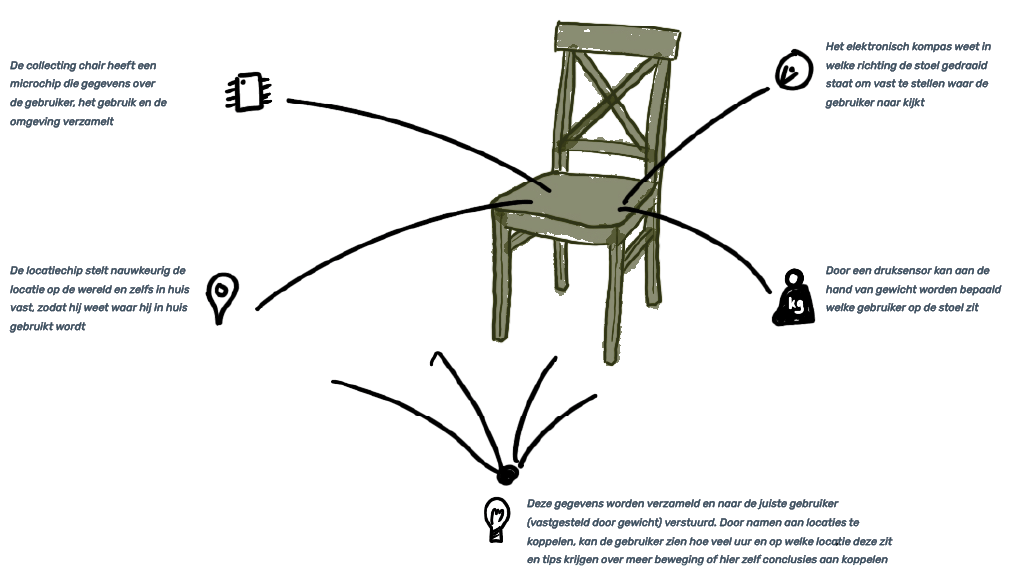 De collecting chair heeft een
microchip die gegevens over
de gebruiker, het gebruik en de
omgeving verzamelt
Het elektronisch kompas weet in
welke richting de stoel gedraaid
staat om vast te stellen waar de
gebruiker naar kijkt
De locatiechip stelt nauwkeurig de
locatie op de wereld en zelfs in huis
vast, zodat hij weet waar hij in huis
gebruikt wordt
kg
Door een druksensor kan aan de
hand van gewicht worden bepaald
welke gebruiker op de stoel zit
Deze gegevens worden verzameld en naar de juiste gebruiker
(vastgesteld door gewicht) verstuurd. Door namen aan locaties te
koppelen, kan de gebruiker zien hoe veel uur en op welke locatie deze zit
en tips krijgen over meer beweging of hier zelf conclusies aan koppelen